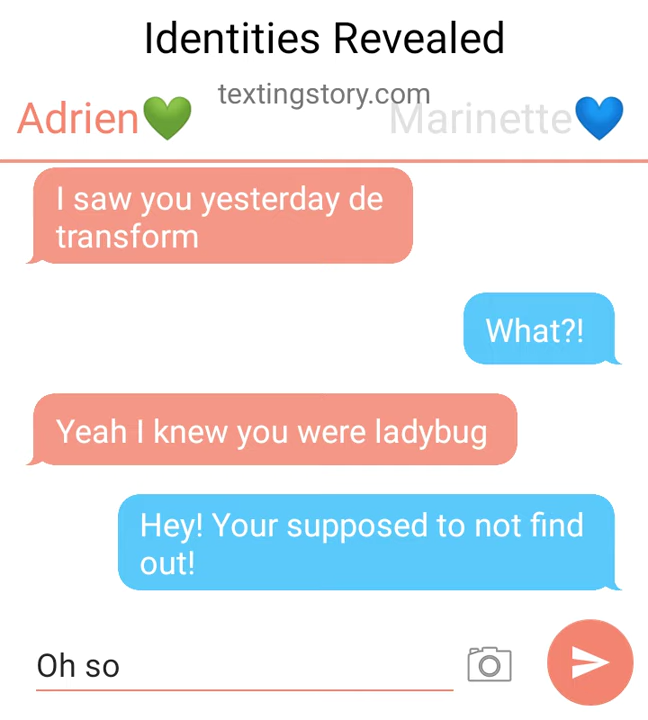 Identities Revealed
textingstory.com
Adrien💚 Marinette💙
I saw you yesterday de
transform
What?!
Yeah I knew you were ladybug
Hey! Your supposed to not find
out!
Oh so